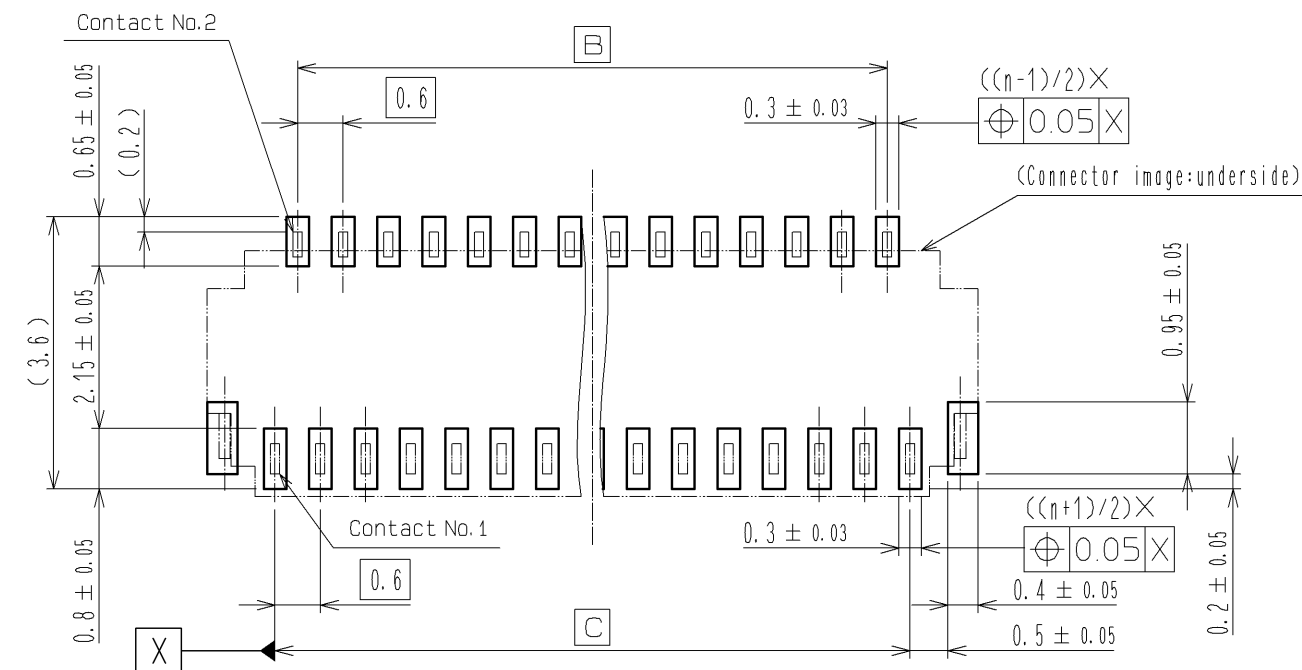 Contact No.2
B
0.6
0.3 ± 0.03
((n-1)/2)X
⌖ 0.05 X
(Connector image:underside)
0.65 ± 0.05
(0.2)
(3.6)
2.15 ± 0.05
0.8 ± 0.05
0.95 ± 0.05
0.2 ± 0.05
Contact No.1
0.6
0.3 ± 0.03
((n+1)/2)X
⌖ 0.05 X
0.4 ± 0.05
0.5 ± 0.05
C
X